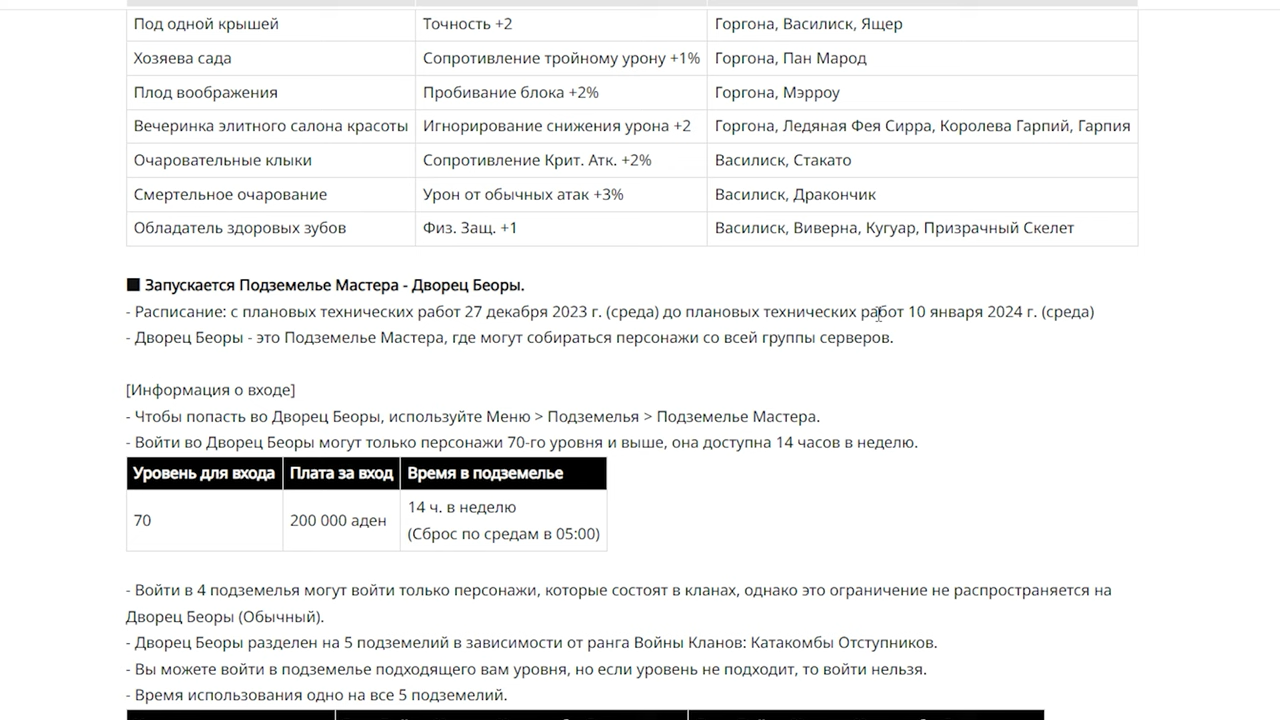 Под одной крышей Точность +2 Горгона, Василиск, Ящер
Хозяева сада Сопротивление тройному урону +1% Горгона, Пан Марод
Плод воображения Пробивание блока +2% Горгона, Мэрроу
Вечеринка элитного салона красоты Игнорирование снижения урона +2 Горгона, Ледяная Фея Сирра, Королева Гарпий, Гарпия
Очаровательные клыки Сопротивление Крит. Атк. +2% Василиск, Стакато
Смертельное очарование Урон от обычных атак +3% Василиск, Дракончик
Обладатель здоровых зубов Физ. Защ. +1 Василиск, Виверна, Кугуар, Призрачный Скелет
■ Запускается Подземелье Мастера - Дворец Беоры.
- Расписание: с плановых технических работ 27 декабря 2023 г. (среда) до плановых технических работ 10 января 2024 г. (среда)
- Дворец Беоры - это Подземелье Мастера, где могут собираться персонажи со всей группы серверов.
[Информация о входе]
- Чтобы попасть во Дворец Беоры, используйте Меню > Подземелья > Подземелье Мастера.
- Войти во Дворец Беоры могут только персонажи 70-го уровня и выше, она доступна 14 часов в неделю.
Уровень для входа Плата за вход Время в подземелье
70 200 000 аден 14 ч. в неделю
(Сброс по средам в 05:00)
- Войти в 4 подземелья могут войти только персонажи, которые состоят в кланах, однако это ограничение не распространяется на
Дворец Беоры (Обычный).
- Дворец Беоры разделен на 5 подземелий в зависимости от ранга Войны Кланов: Катакомбы Отступников.
- Вы можете войти в подземелье подходящего вам уровня, но если уровень не подходит, то войти нельзя.
- Время использования одно на все 5 подземелий.